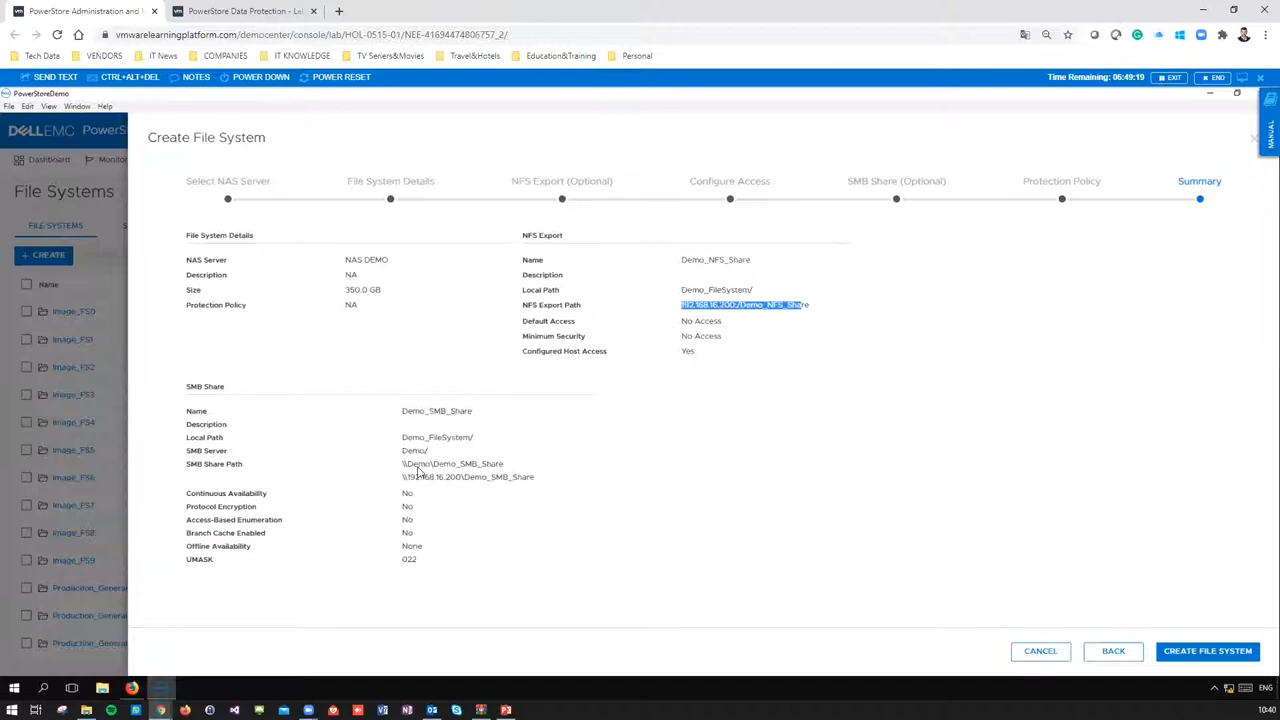 PowerStore Administration and
PowerStore Data Protection - La
vmwarelearningplatform.com/democenter/console/lab/HOL-0515-01/NEE-41694474806757_2/
Tech Data
VENDORS
IT News
COMPANIES
IT KNOWLEDGE
TV Seriers&Movies
Travel&Hotels
Education&Training
Personal
SEND TEXT
CTRL+ALT+DEL
NOTES
POWER DOWN
POWER RESET
Time Remaining: 06:49:19
EXIT
END
PowerStoreDemo
File Edit View Window Help
MANUAL
DELLEMC PowerS
Create File System
Dashboard
Monitor
File Systems
Select NAS Server
File System Details
NFS Export (Optional)
Configure Access
SMB Share (Optional)
Protection Policy
Summary
FILE SYSTEMS
S
+ CREATE
Name
Image_FS0
Image_FS1
Image_FS2
Image_FS3
Image_FS4
Image_FS5
Image_FS6
Image_FS7
Image_FS8
Image_FS9
Production_General
Production_General
Production_General
File System Details
NAS Server NAS DEMO
Description NA
Size 350.0 GB
Protection Policy NA
NFS Export
Name Demo_NFS_Share
Description
Local Path Demo_FileSystem/
NFS Export Path 192.168.16.200:/Demo_NFS_Share
Default Access No Access
Minimum Security No Access
Configured Host Access Yes
SMB Share
Name Demo_SMB_Share
Description
Local Path Demo_FileSystem/
SMB Server Demo/
SMB Share Path \\Demo\Demo_SMB_Share
\\192.168.16.200\Demo_SMB_Share
Continuous Availability No
Protocol Encryption No
Access-Based Enumeration No
Branch Cache Enabled No
Offline Availability None
UMASK 022
CANCEL
BACK
CREATE FILE SYSTEM
ENG
10:40